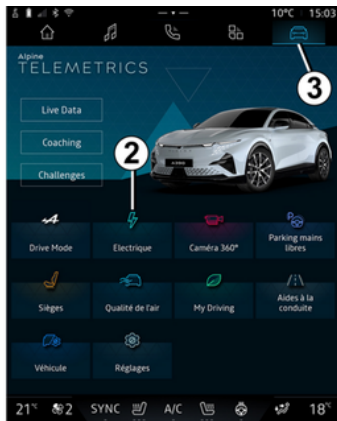 10°C 15:03
3
Alpine
TELEMETRICS
Live Data
Coaching
Challenges
2
A390
Drive Mode
Electrique
Caméra 360°
Parking mains
libres
Sièges
Qualité de l'air
My Driving
Aides à la
conduite
Véhicule
Réglages
21°C 2 SYNC A/C 18°C